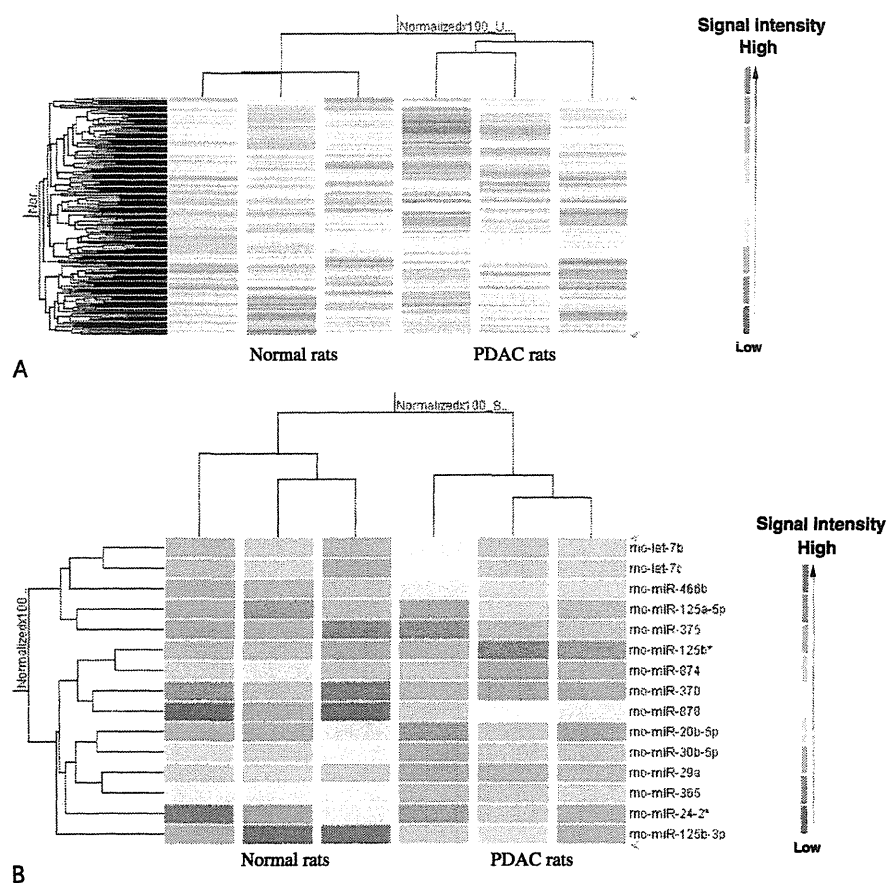 Normalizedx100_U..
Signal intensity
High
Nor
Low
Normal rats
PDAC rats
A
Normalizedx100_S..
Signal intensity
High
Normalizedx100...
rno-let-7b
rno-let-7c
rno-miR-466b
rno-miR-125a-5p
rno-miR-375
rno-miR-125b*
rno-miR-874
rno-miR-370
rno-miR-878
rno-miR-20b-5p
rno-miR-30b-5p
rno-miR-29a
rno-miR-365
rno-miR-24-2*
rno-miR-125b-3p
Low
Normal rats
PDAC rats
B